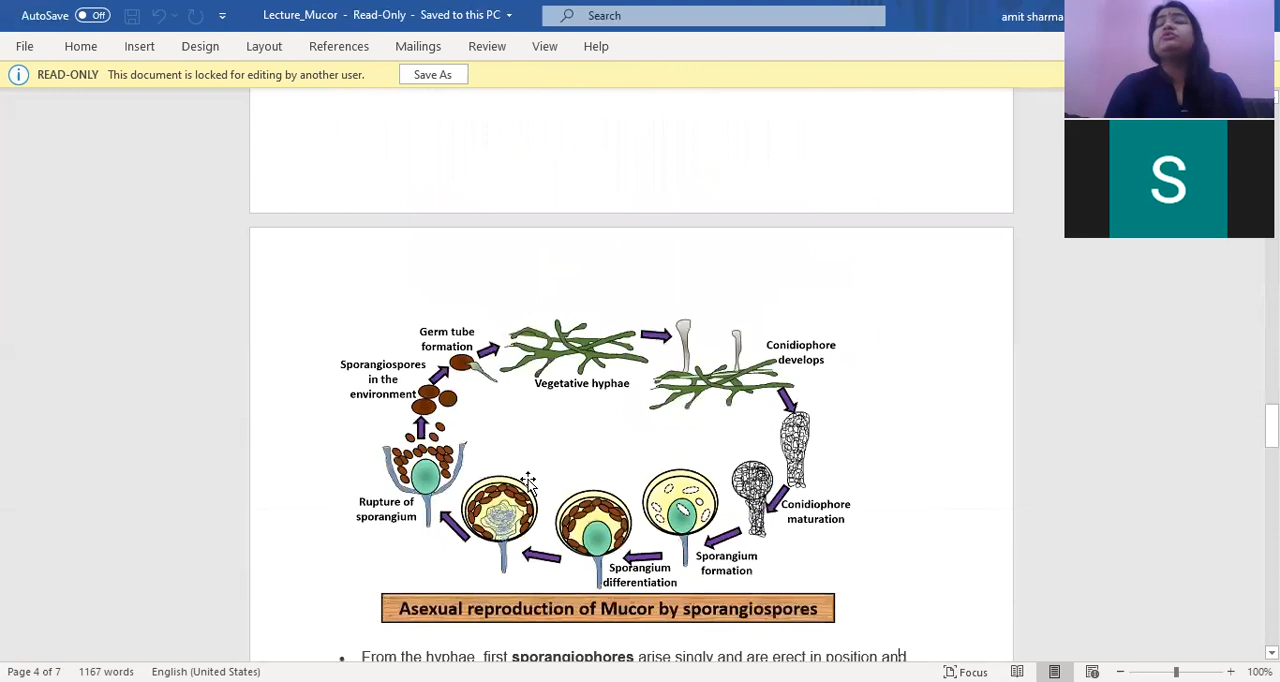 AutoSave Off Lecture_Mucor - Read-Only - Saved to this PC Search amit sharma
File Home Insert Design Layout References Mailings Review View Help
READ-ONLY This document is locked for editing by another user. Save As
S
Germ tube
formation
Sporangiospores
in the
environment
Vegetative hyphae
Conidiophore
develops
Conidiophore
maturation
Sporangium
formation
Sporangium
differentiation
Rupture of
sporangium
Asexual reproduction of Mucor by sporangiospores
• From the hyphae, first sporangiophores arise singly and are erect in position and
Page 4 of 7 1167 words English (United States) Focus 100%